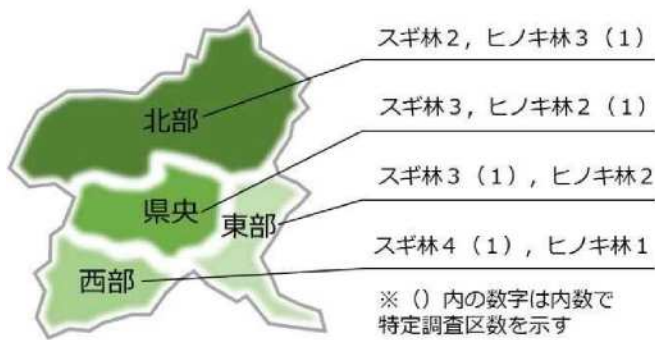 スギ林2，ヒノキ林3（1）
北部
スギ林3，ヒノキ林2（1）
県央
スギ林3（1），ヒノキ林2
東部
スギ林4（1），ヒノキ林1
西部
※（）内の数字は内数で
特定調査区数を示す